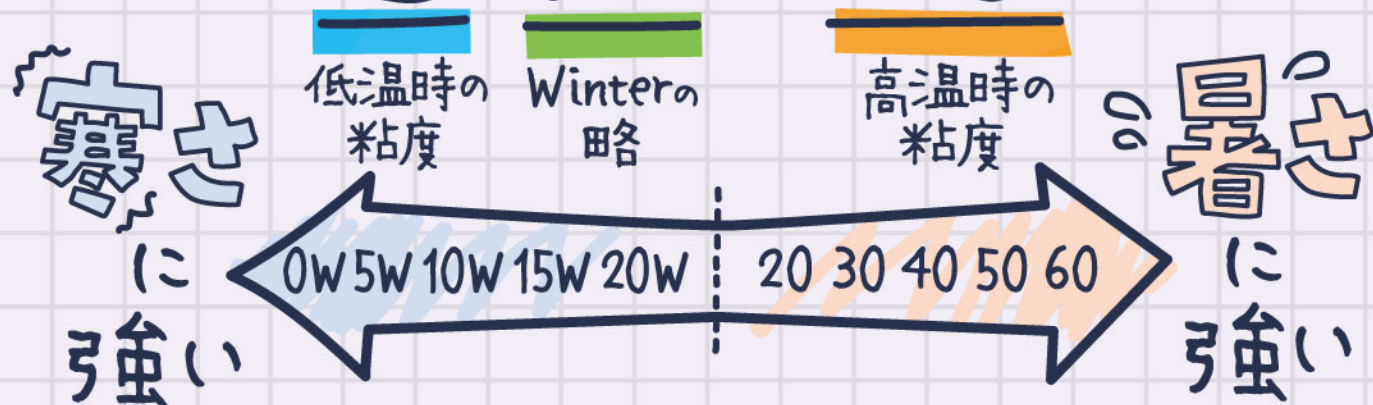 低温時の
粘度
Winterの
略
高温時の
粘度
寒さ
に
強い
0W 5W 10W 15W 20W 20 30 40 50 60
暑さ
に
強い